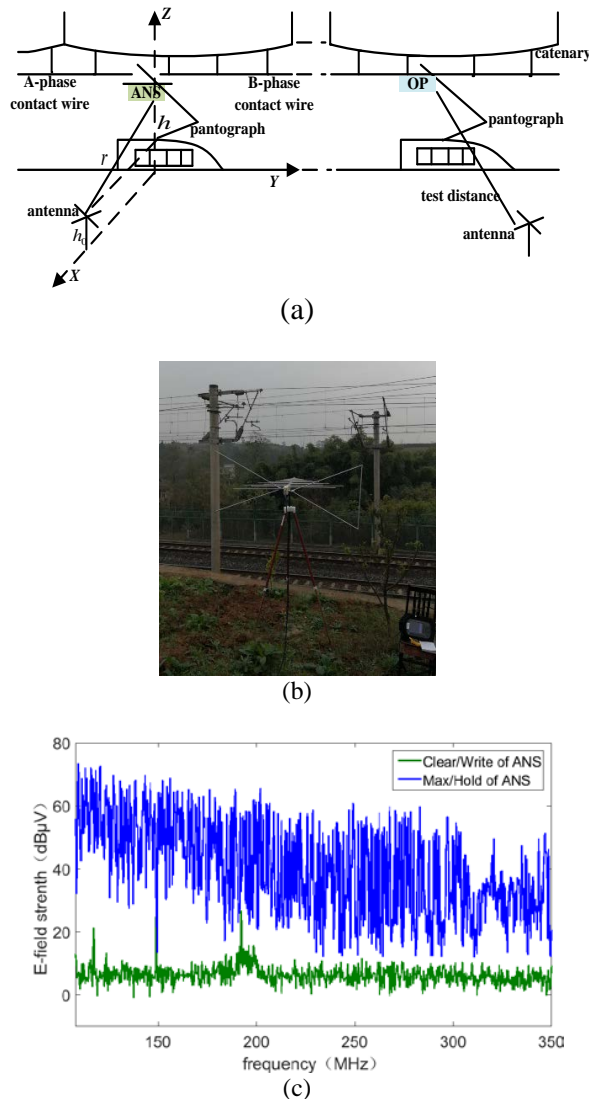 Z
catenary
A-phase
contact wire
ANS
B-phase
contact wire
OP
h
pantograph
pantograph
r
Y
test distance
antenna
antenna
h₀
X
(a)
(b)
80
60
40
20
0
E-field strenth（dBμV）
Clear/Write of ANS
Max/Hold of ANS
150
200
250
300
350
frequency（MHz）
(c)